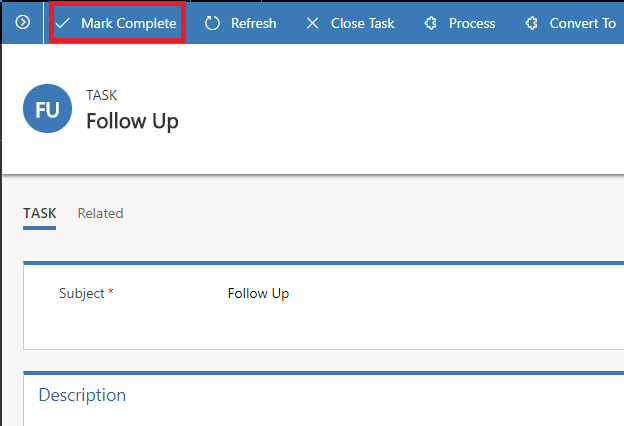 Mark Complete Refresh Close Task Process Convert To
FU
TASK
Follow Up
TASK Related
Subject * Follow Up
Description